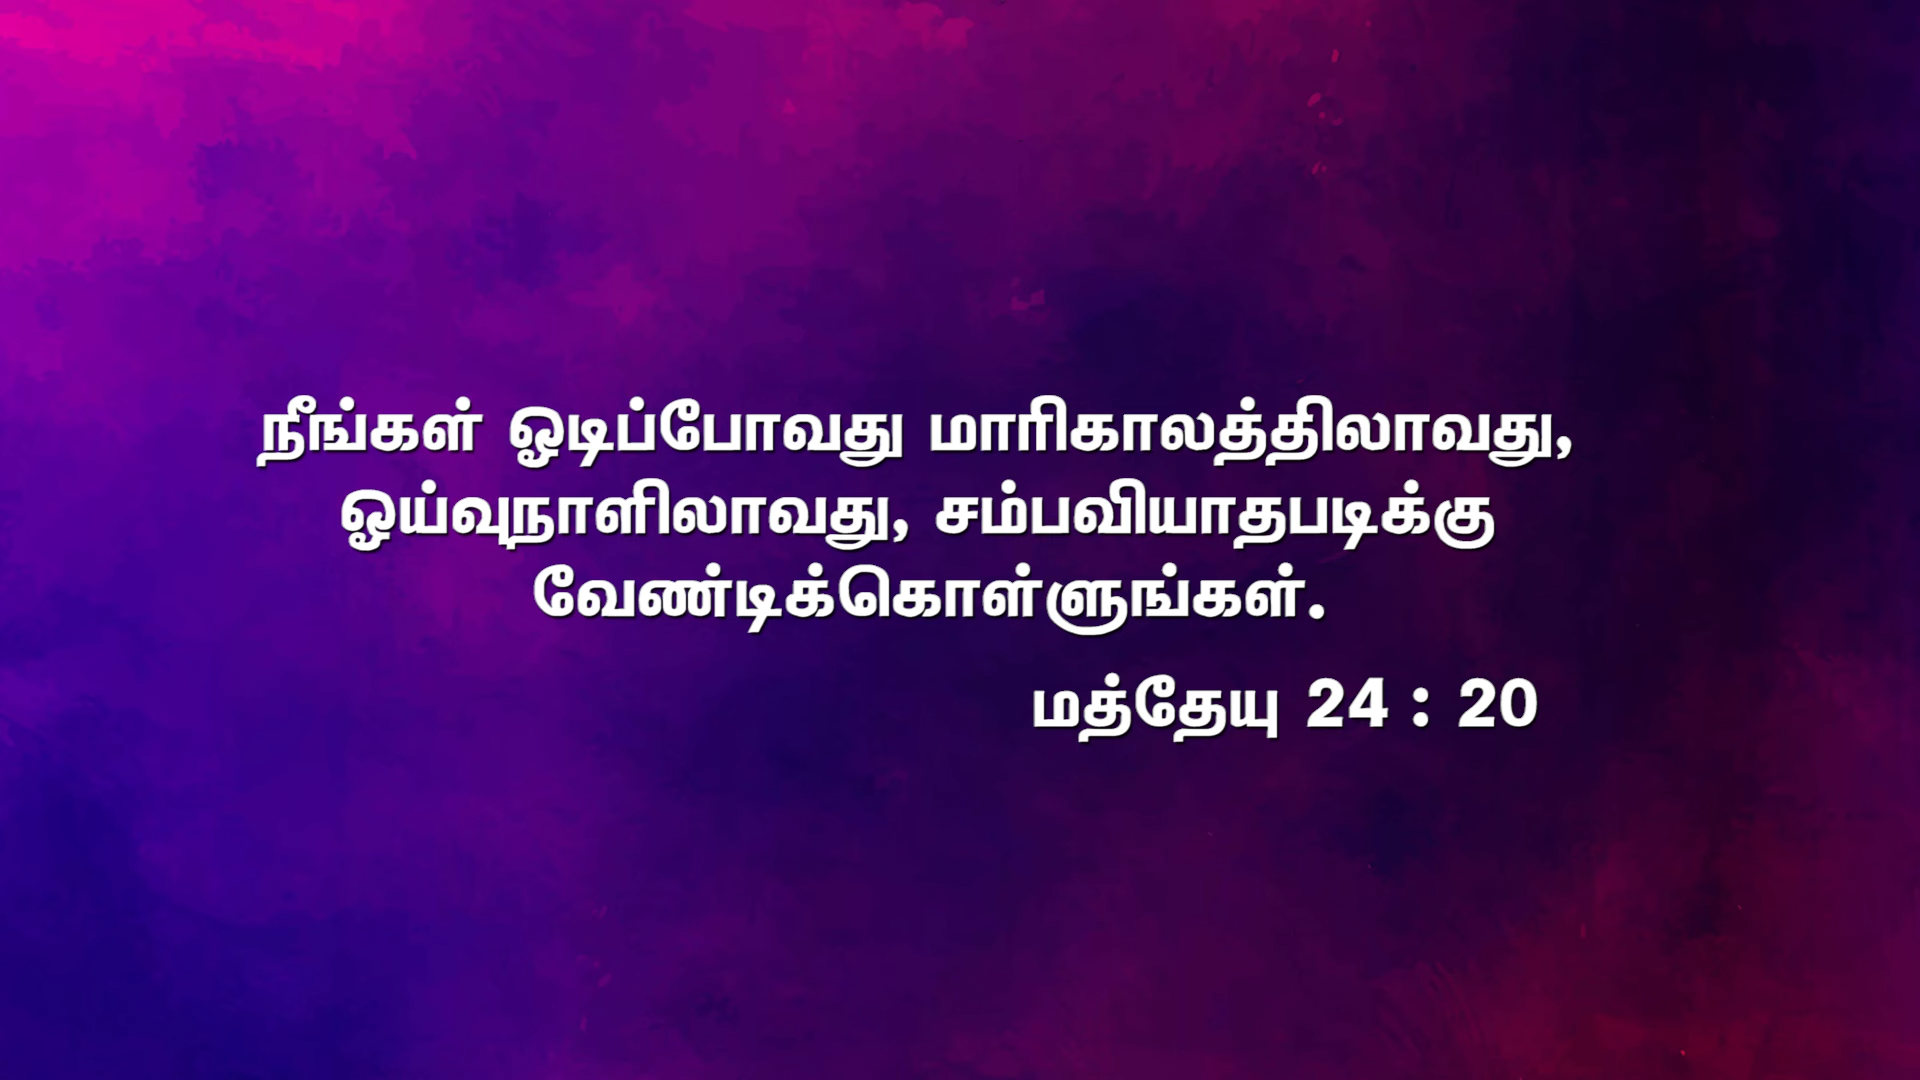 நீங்கள் ஓடிப்போவது மாரிகாலத்திலாவது,
ஓய்வுநாளிலாவது, சம்பவியாதபடிக்கு
வேண்டிக்கொள்ளுங்கள்.
மத்தேயு 24 : 20